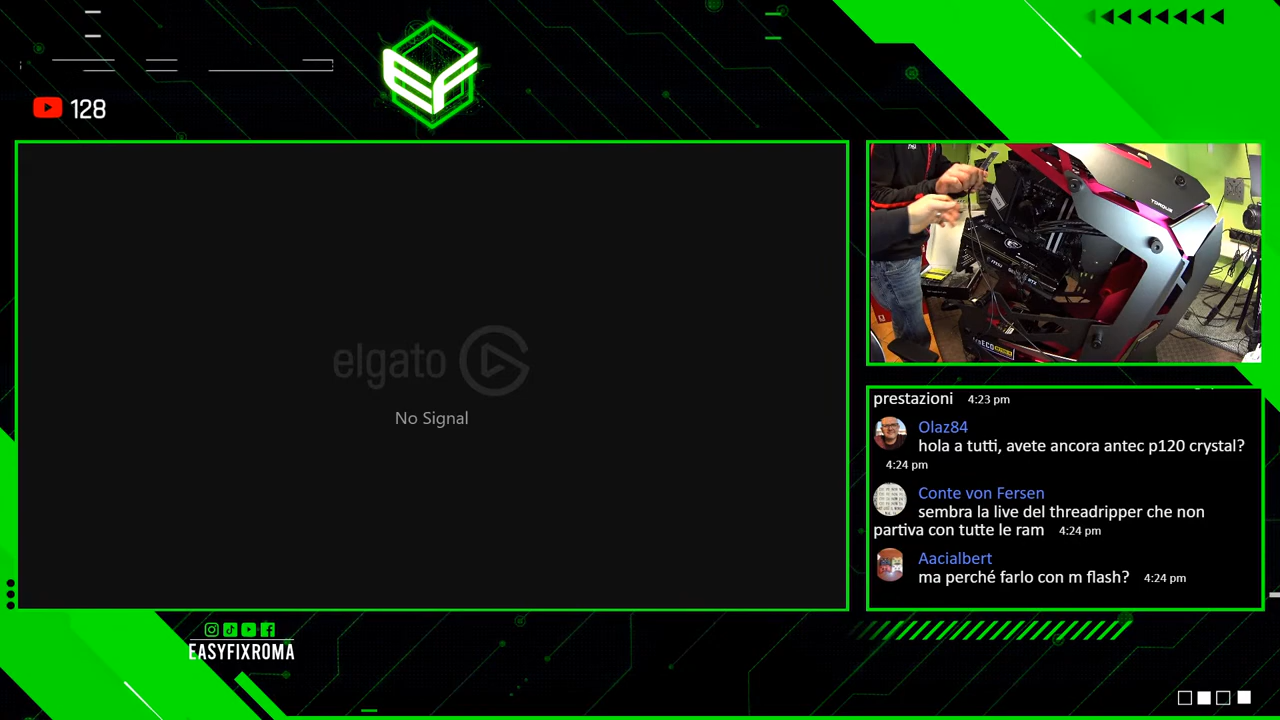 EF
128
TORQUE
elgato
No Signal
prestazioni 4:23 pm
Olaz84
hola a tutti, avete ancora antec p120 crystal?
4:24 pm
Conte von Fersen
sembra la live del threadripper che non
partiva con tutte le ram 4:24 pm
Aacialbert
ma perché farlo con m flash? 4:24 pm
EASYFIXROMA